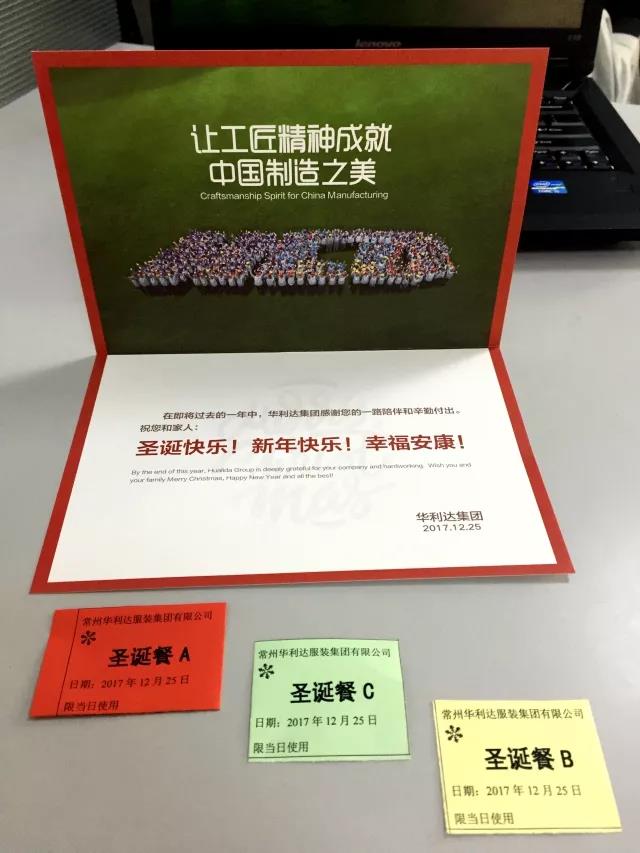 lenovo
让工匠精神成就
中国制造之美
Craftsmanship Spirit for China Manufacturing
在即将过去的一年中，华利达集团感谢您的一路陪伴和辛勤付出。
祝您和家人：
圣诞快乐！新年快乐！幸福安康！
By the end of this year, Hualida Group is deeply grateful for your company and hardworking. Wish you and
your family Merry Christmas, Happy New Year and all the best!
华利达集团
2017.12.25
常州华利达服装集团有限公司
圣诞餐 A
日期：2017 年 12 月 25 日
限当日使用
常州华利达服装集团有限公司
圣诞餐 C
日期：2017 年 12 月 25 日
限当日使用
常州华利达服装集团有限公司
圣诞餐 B
日期：2017 年 12 月 25 日
限当日使用